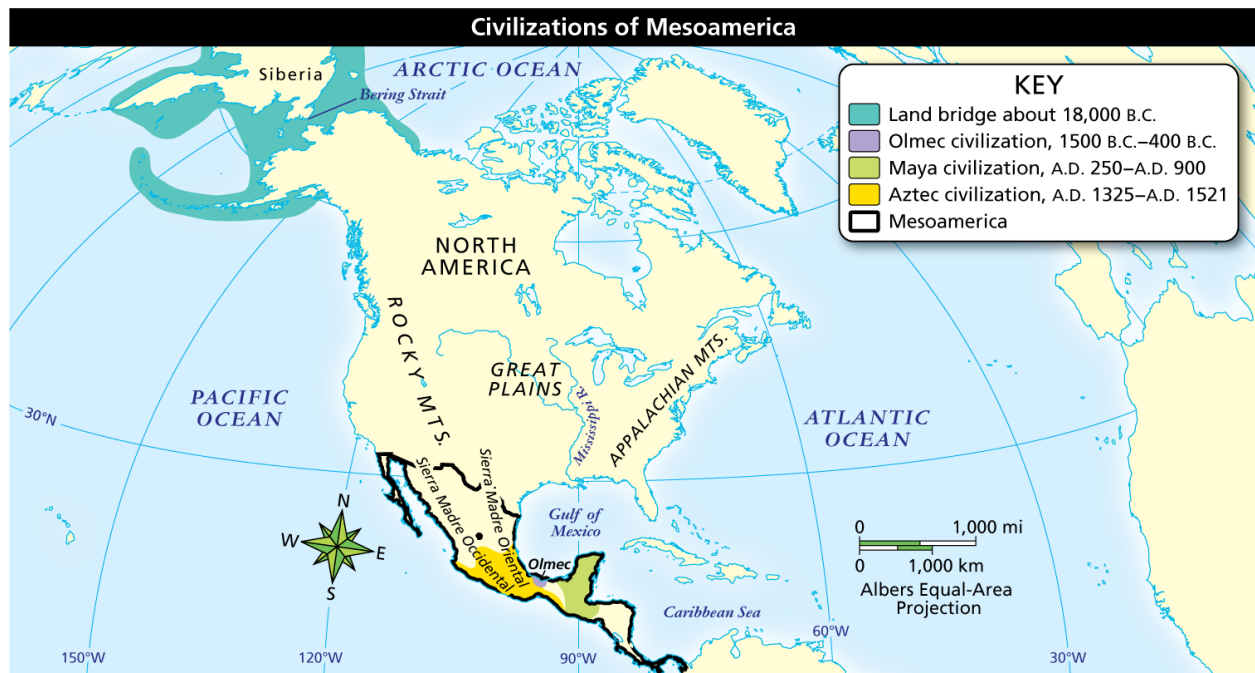 Civilizations of Mesoamerica
Siberia
ARCTIC OCEAN
Bering Strait
KEY
Land bridge about 18,000 B.C.
Olmec civilization, 1500 B.C.–400 B.C.
Maya civilization, A.D. 250–A.D. 900
Aztec civilization, A.D. 1325–A.D. 1521
Mesoamerica
NORTH
AMERICA
ROCKY MTS.
GREAT
PLAINS
Mississippi R.
APPALACHIAN MTS.
PACIFIC
OCEAN
ATLANTIC
OCEAN
30°N
Sierra Madre Occidental
Sierra Madre Oriental
Gulf of
Mexico
Olmec
N
W
E
S
0
1,000 mi
0
1,000 km
Albers Equal-Area
Projection
Caribbean Sea
150°W
120°W
90°W
60°W
30°W